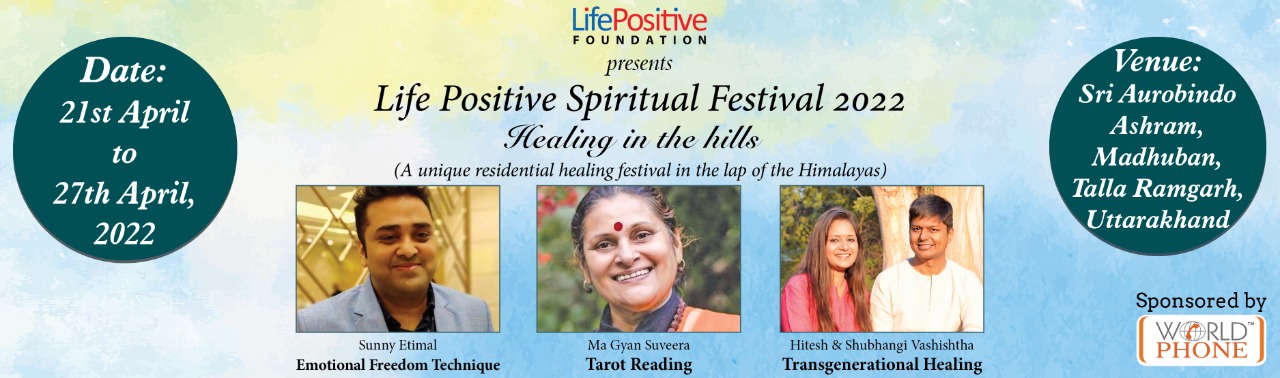 LifePositive
FOUNDATION
presents
Life Positive Spiritual Festival 2022
Healing in the hills
(A unique residential healing festival in the lap of the Himalayas)
Date:
21st April
to
27th April,
2022
Venue:
Sri Aurobindo
Ashram,
Madhuban,
Talla Ramgarh,
Uttarakhand
Sunny Etimal
Emotional Freedom Technique
Ma Gyan Suveera
Tarot Reading
Hitesh & Shubhangi Vashishtha
Transgenerational Healing
Sponsored by
WORLD™
PHONE